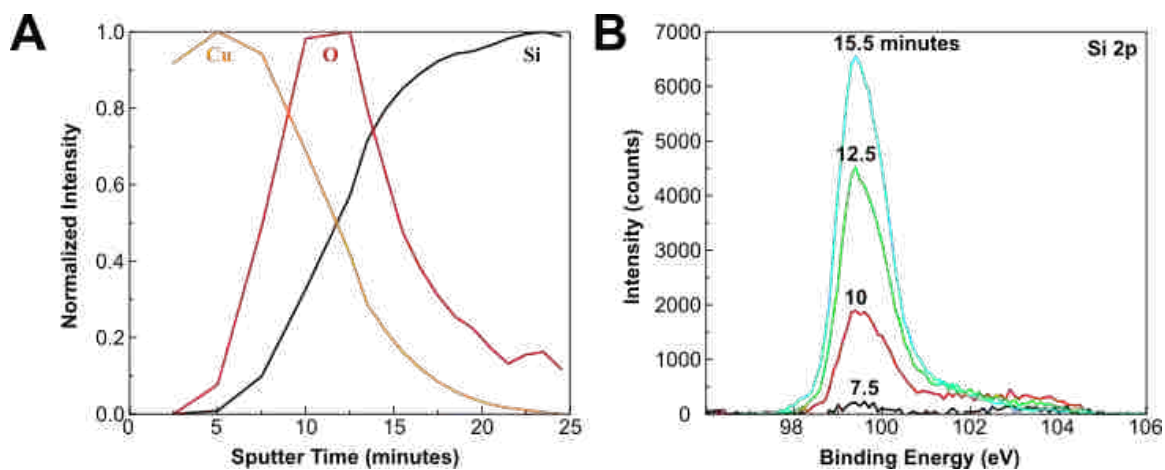 A
Normalized Intensity
1.0
0.8
0.6
0.4
0.2
0.0
Cu
O
Si
0
5
10
15
20
25
Sputter Time (minutes)
B
Intensity (counts)
7000
6000
5000
4000
3000
2000
1000
0
15.5 minutes
Si 2p
12.5
10
7.5
98
100
102
104
106
Binding Energy (eV)